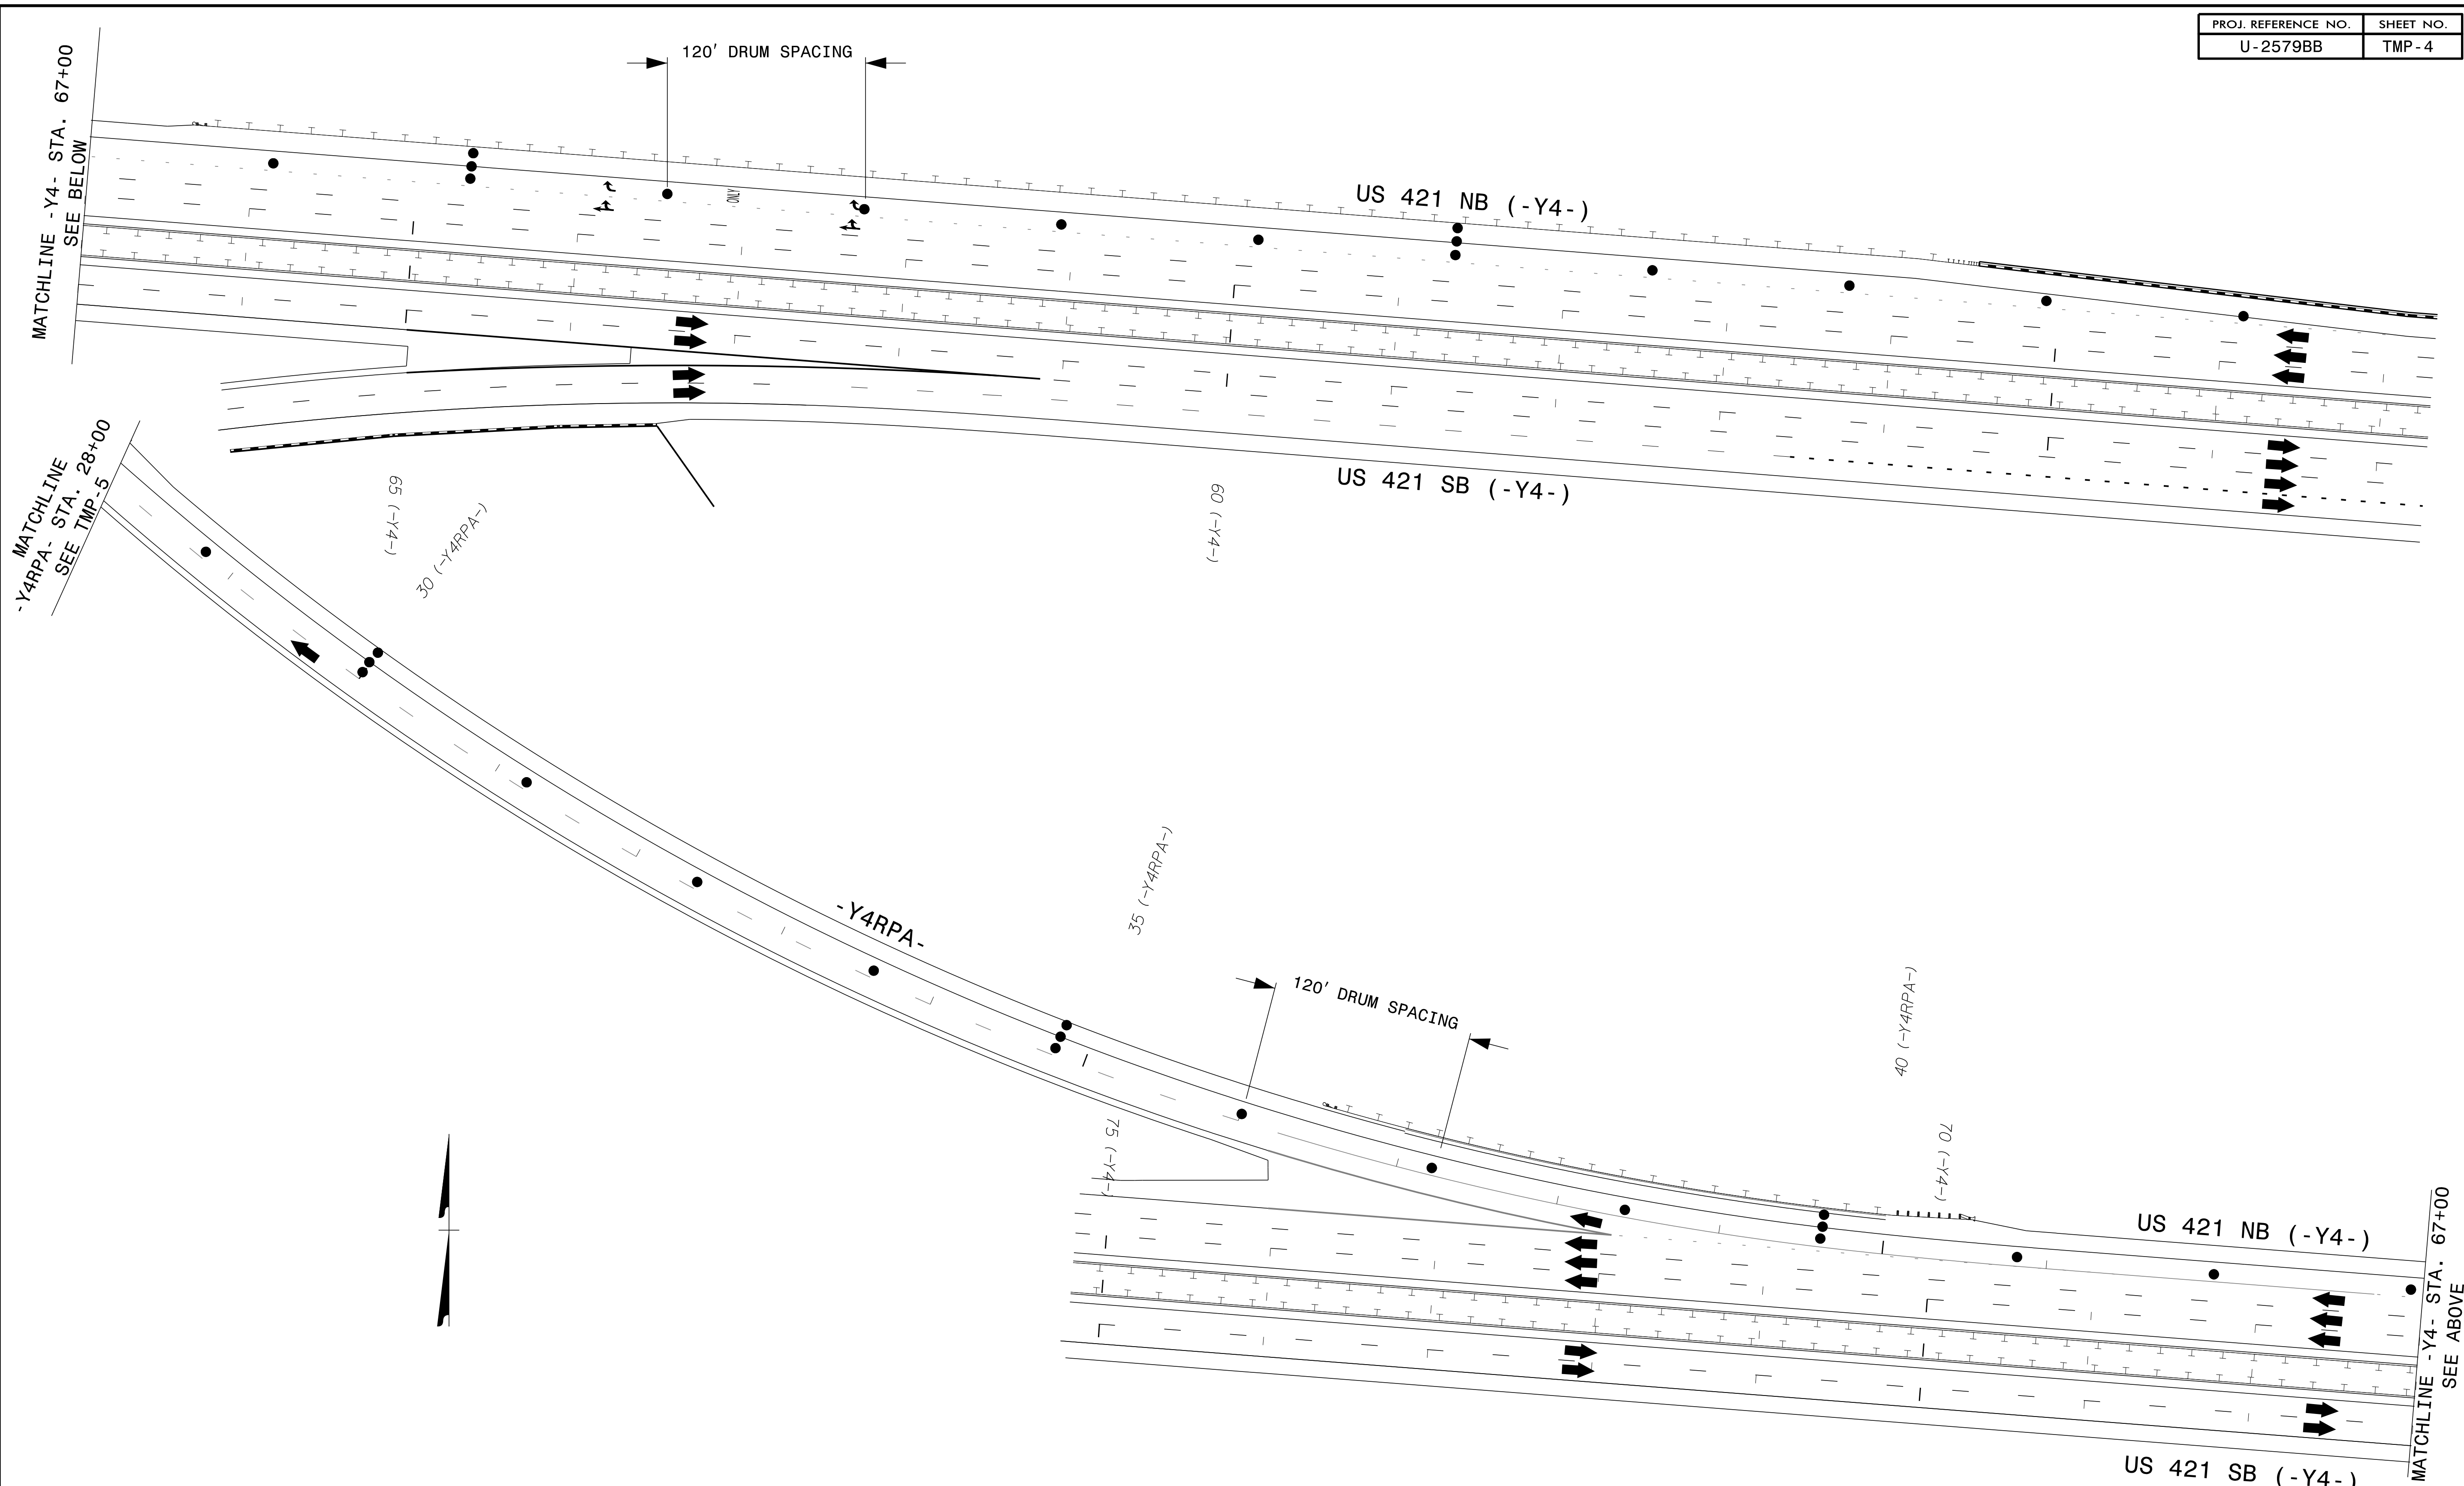 PROJ. REFERENCE NO. SHEET NO.
U-2579BB TMP-4
120' DRUM SPACING
MATCHLINE -Y4- STA. 67+00
SEE BELOW
ONLY
US 421 NB (-Y4-)
US 421 SB (-Y4-)
MATCHLINE
-Y4RPA- STA. 28+00
SEE TMP-5
65 (-Y4-)
30 (-Y4RPA-)
60 (-Y4-)
-Y4RPA-
35 (-Y4RPA-)
120' DRUM SPACING
40 (-Y4RPA-)
75 (-Y4-)
70 (-Y4-)
US 421 NB (-Y4-)
MATCHLINE -Y4- STA. 67+00
SEE ABOVE
US 421 SB (-Y4-)